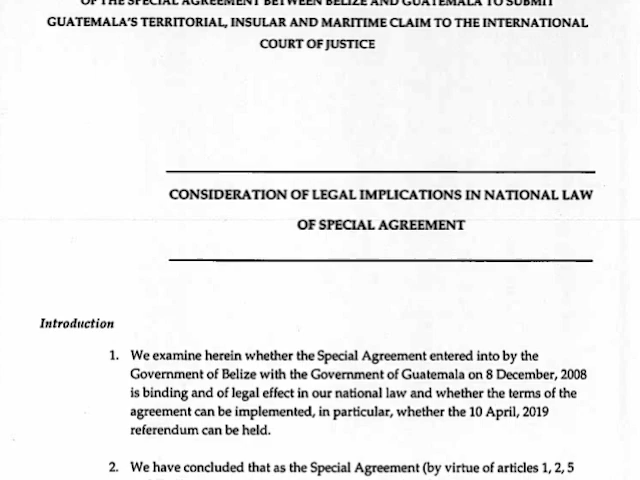 OF THE SPECIAL AGREEMENT BETWEEN BELIZE AND GUATEMALA TO SUBMIT
GUATEMALA'S TERRITORIAL, INSULAR AND MARITIME CLAIM TO THE INTERNATIONAL
COURT OF JUSTICE
CONSIDERATION OF LEGAL IMPLICATIONS IN NATIONAL LAW
OF SPECIAL AGREEMENT
Introduction
1. We examine herein whether the Special Agreement entered into by the
Government of Belize with the Government of Guatemala on 8 December, 2008
is binding and of legal effect in our national law and whether the terms of the
agreement can be implemented, in particular, whether the 10 April, 2019
referendum can be held.
2. We have concluded that as the Special Agreement (by virtue of articles 1, 2, 5